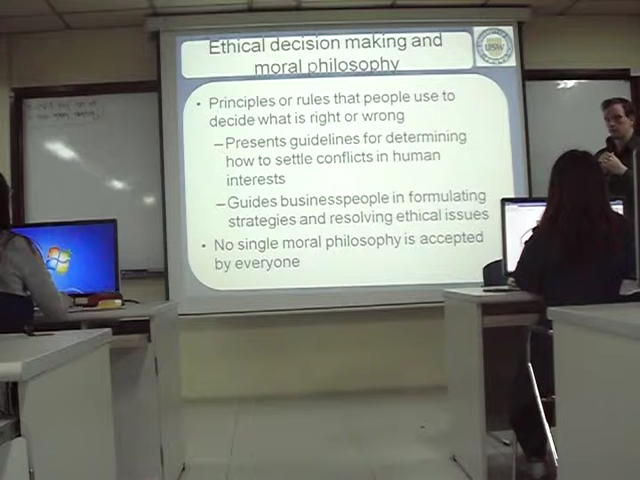 Ethical decision making and
moral philosophy
USW
• Principles or rules that people use to
decide what is right or wrong
–Presents guidelines for determining
how to settle conflicts in human
interests
–Guides businesspeople in formulating
strategies and resolving ethical issues
• No single moral philosophy is accepted
by everyone